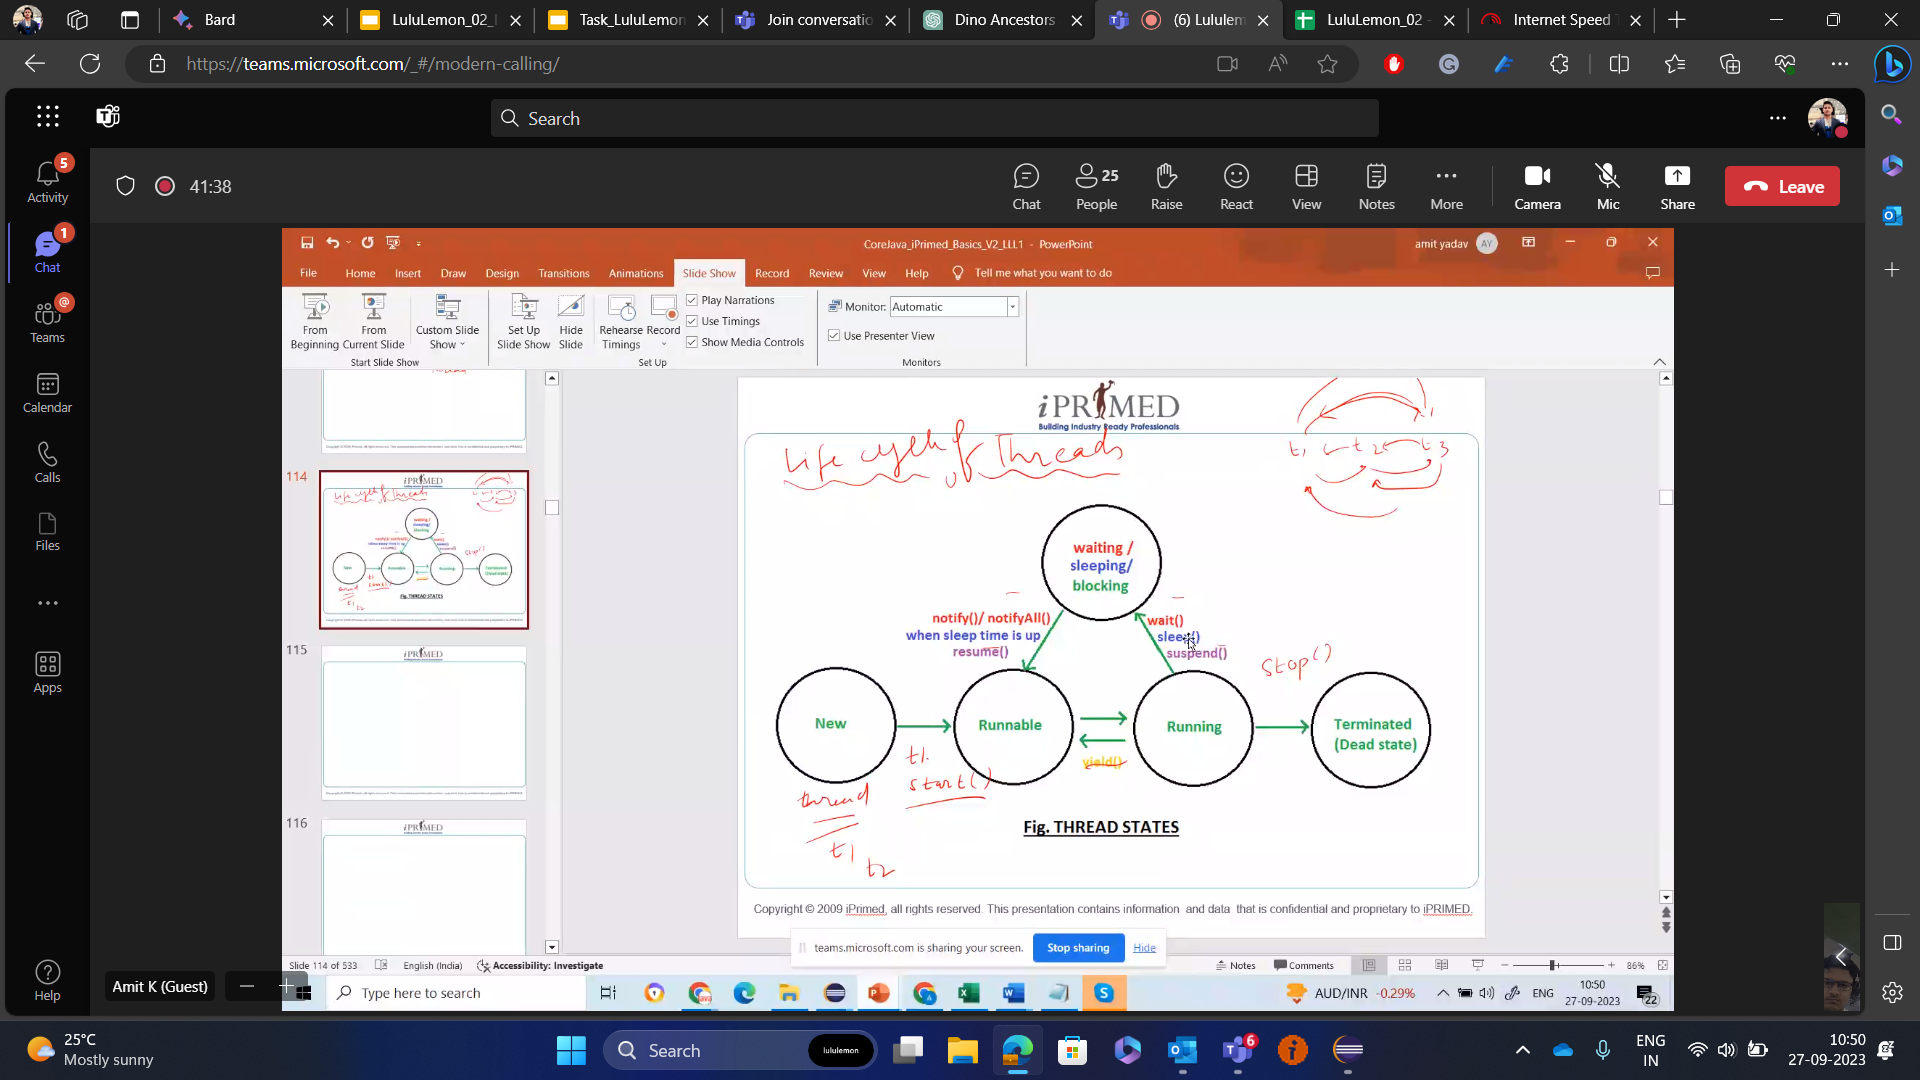 Bard
LuluLemon_02_
Task_LuluLemon
Join conversatio
Dino Ancestors
(6) Lululem
LuluLemon_02 -
Internet Speed T
https://teams.microsoft.com/_#/modern-calling/
Search
5
Activity
1
Chat
@
Teams
Calendar
Calls
Files
Apps
Help
41:38
Chat
25
People
Raise
React
View
Notes
More
Camera
Mic
Share
Leave
CoreJava_iPrimed_Basics_V2_LLL1 - PowerPoint
amit yadav
AY
File
Home
Insert
Draw
Design
Transitions
Animations
Slide Show
Record
Review
View
Help
Tell me what you want to do
From Beginning
From Current Slide
Custom Slide Show
Start Slide Show
Set Up Slide Show
Hide Slide
Rehearse Timings
Record
Set Up
Play Narrations
Use Timings
Show Media Controls
Monitor:
Automatic
Use Presenter View
Monitors
114
115
116
iPRIMED
Building Industry Ready Professionals
Life cycle of Threads
t1 t2 t3
waiting /
sleeping/
blocking
notify()/ notifyAll()
when sleep time is up
resume()
wait()
sleep()
suspend()
stop()
New
Runnable
Running
Terminated
(Dead state)
yield()
t1.
start()
thread
t1
t2
Fig. THREAD STATES
Copyright © 2009 iPrimed, all rights reserved. This presentation contains information and data that is confidential and proprietary to iPRIMED.
teams.microsoft.com is sharing your screen.
Stop sharing
Hide
Slide 114 of 533
English (India)
Accessibility: Investigate
Notes
Comments
86%
Amit K (Guest)
Type here to search
AUD/INR -0.29%
ENG
10:50
27-09-2023
22
25°C
Mostly sunny
Search
lululemon
6
ENG
IN
10:50
27-09-2023